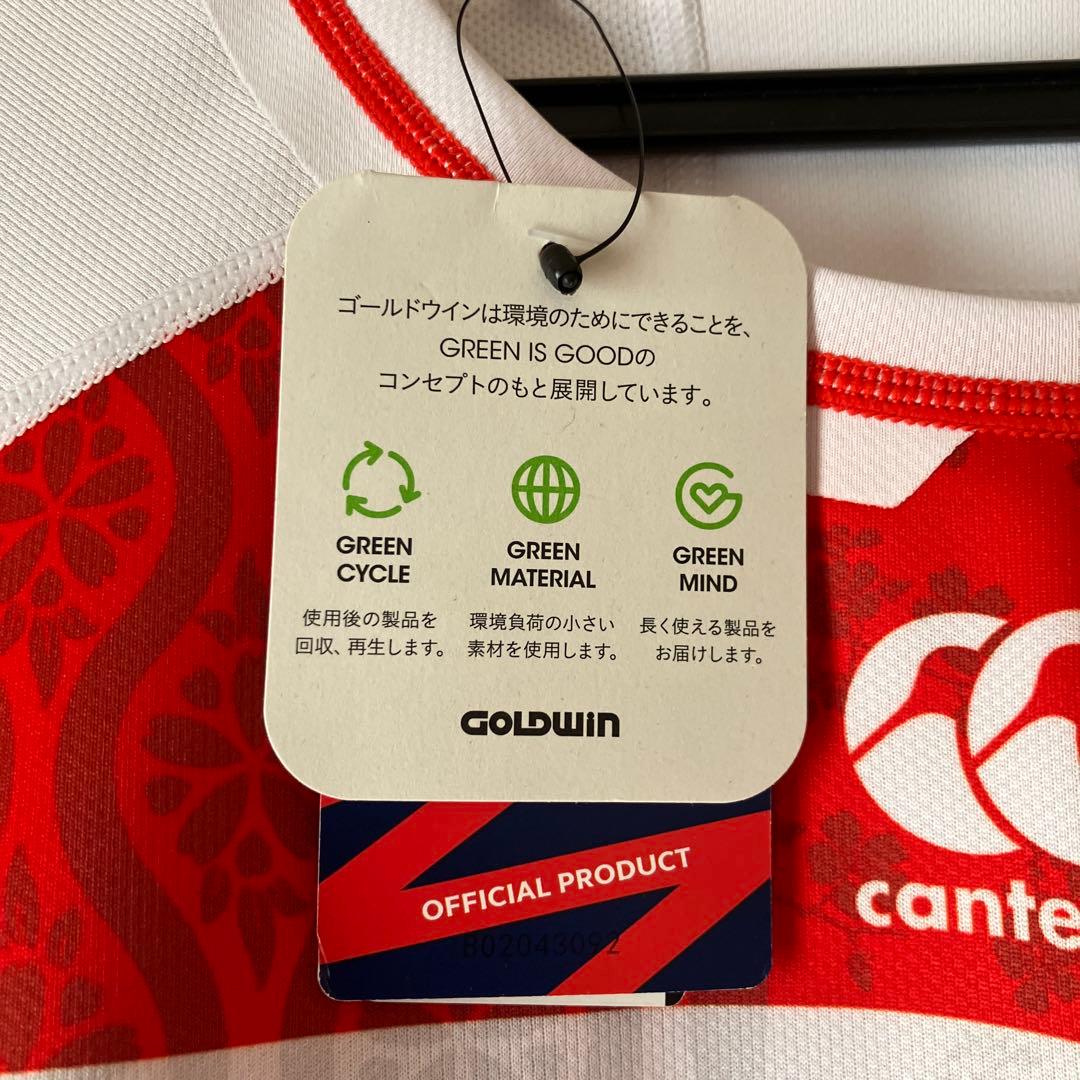 ゴールドウインは環境のためにできることを、
GREEN IS GOODの
コンセプトのもと展開しています。
GREEN
CYCLE
使用後の製品を
回収、再生します。
GREEN
MATERIAL
環境負荷の小さい
素材を使用します。
GREEN
MIND
長く使える製品を
お届けします。
GOLDWIN
OFFICIAL PRODUCT
B02043092
cante